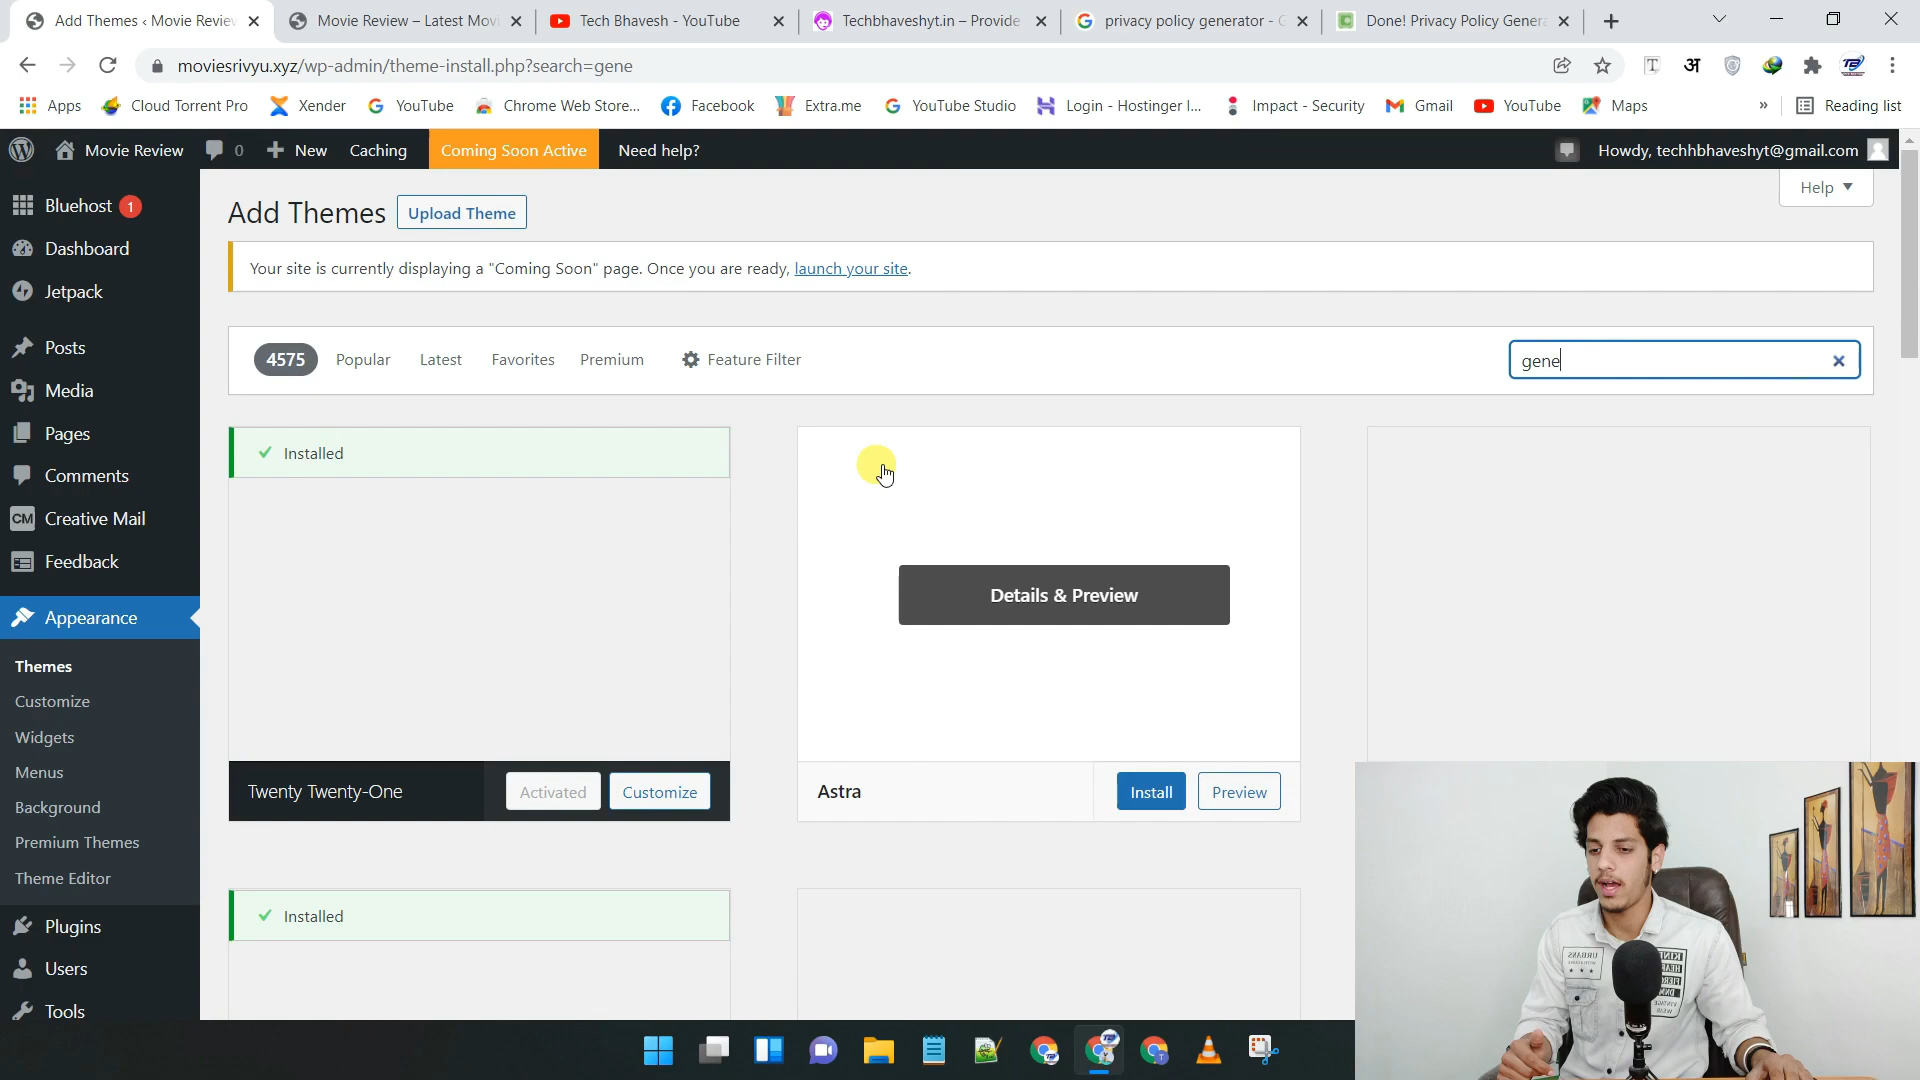 Add Themes ‹ Movie Review
Movie Review – Latest Movi
Tech Bhavesh - YouTube
Techbhaveshyt.in – Provide
privacy policy generator - G
Done! Privacy Policy Genera
moviesrivyu.xyz/wp-admin/theme-install.php?search=gene
Apps
Cloud Torrent Pro
Xender
YouTube
Chrome Web Store...
Facebook
Extra.me
YouTube Studio
Login - Hostinger I...
Impact - Security
Gmail
YouTube
Maps
»
Reading list
Movie Review
0
New
Caching
Coming Soon Active
Need help?
Howdy, techhbhaveshyt@gmail.com
Bluehost 1
Dashboard
Jetpack
Posts
Media
Pages
Comments
CM Creative Mail
Feedback
Appearance
Themes
Customize
Widgets
Menus
Background
Premium Themes
Theme Editor
Plugins
Users
Tools
Help
Add Themes
Upload Theme
Your site is currently displaying a "Coming Soon" page. Once you are ready, launch your site.
4575
Popular
Latest
Favorites
Premium
Feature Filter
gene
Installed
Details & Preview
Twenty Twenty-One
Activated
Customize
Astra
Install
Preview
Installed